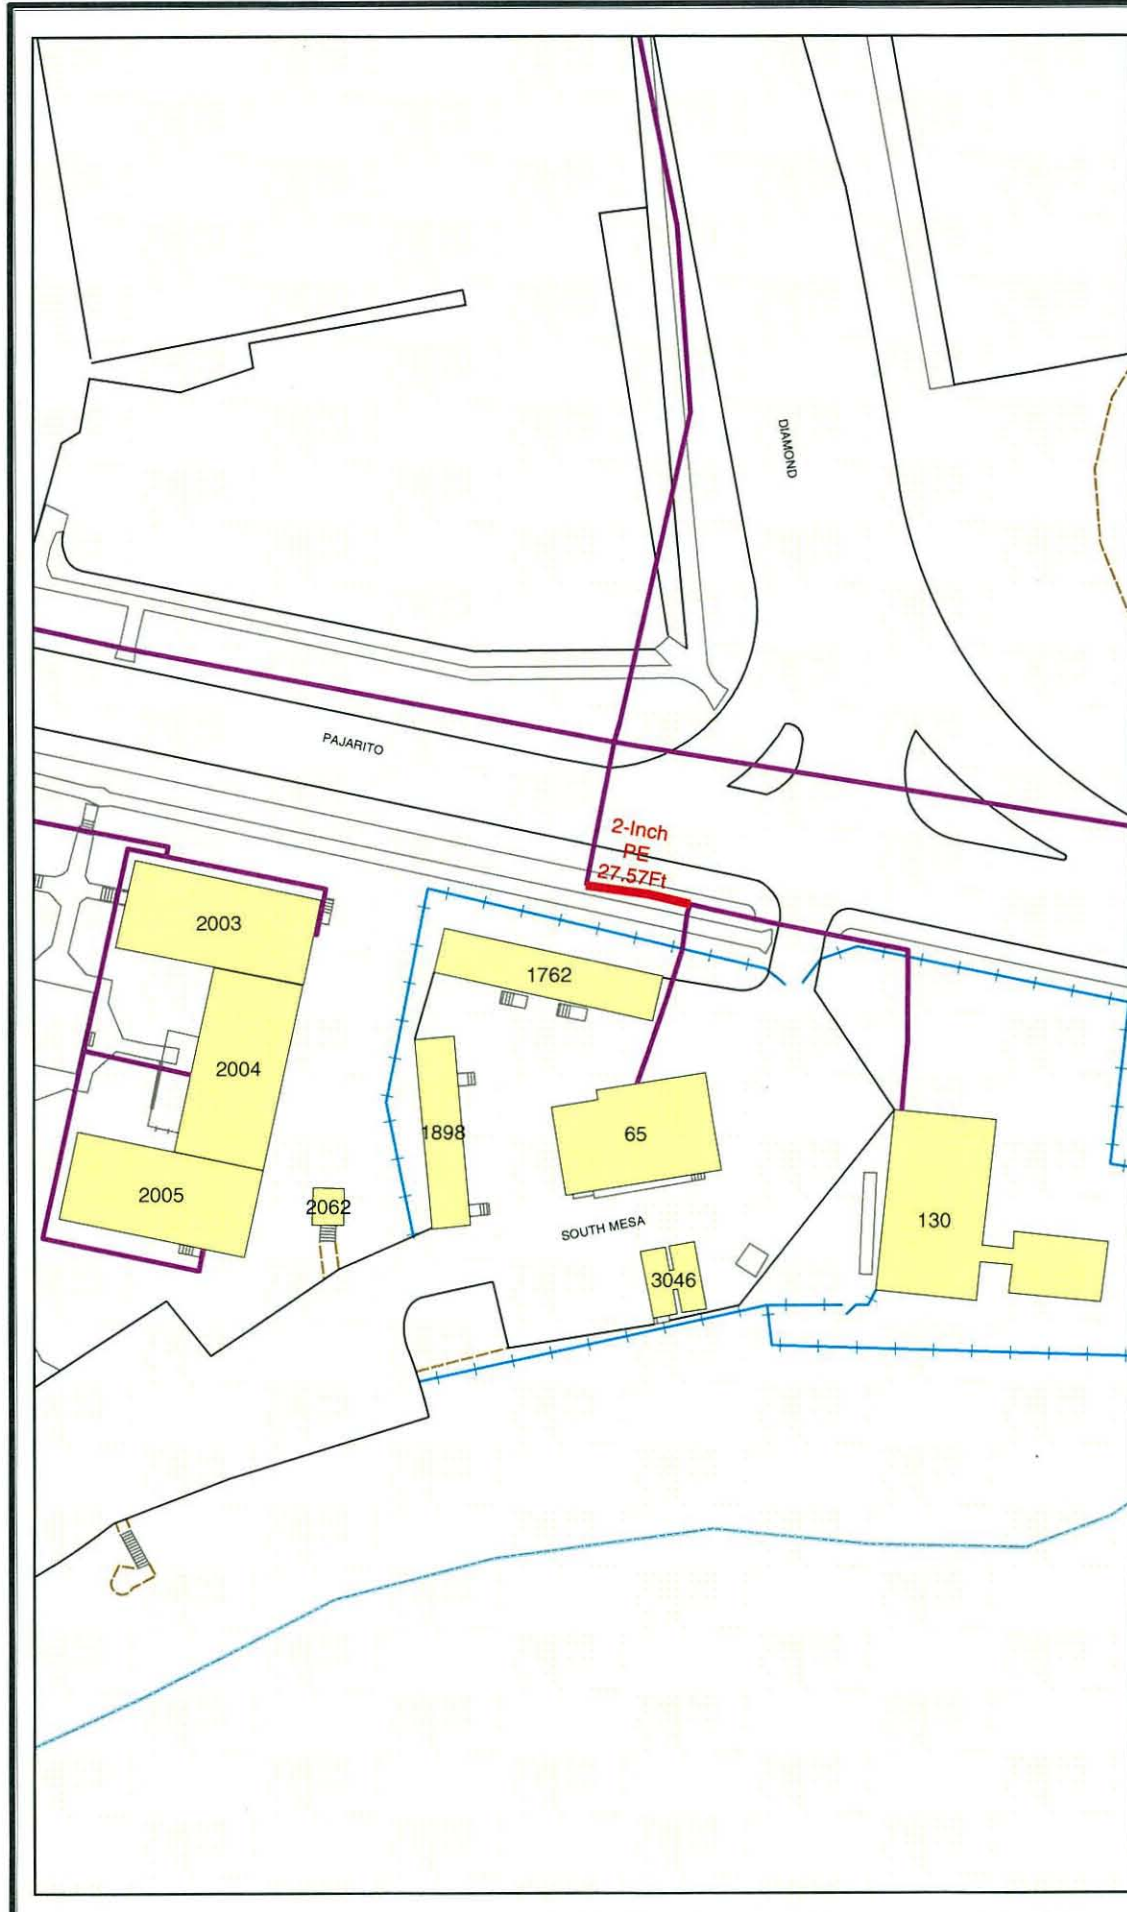 DIAMOND
PAJARITO
2-Inch
PE
27.57Ft
2003
1762
2004
1898
65
2005
2062
130
SOUTH MESA
3046